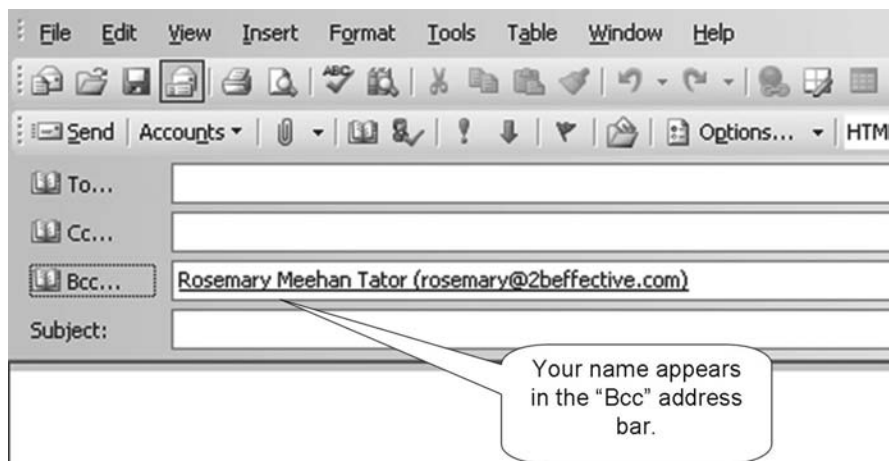 File Edit View Insert Format Tools Table Window Help
ABC
Send Accounts Options... HTM
To...
Cc...
Bcc... Rosemary Meehan Tator (rosemary@2beffective.com)
Subject:
Your name appears
in the “Bcc” address
bar.